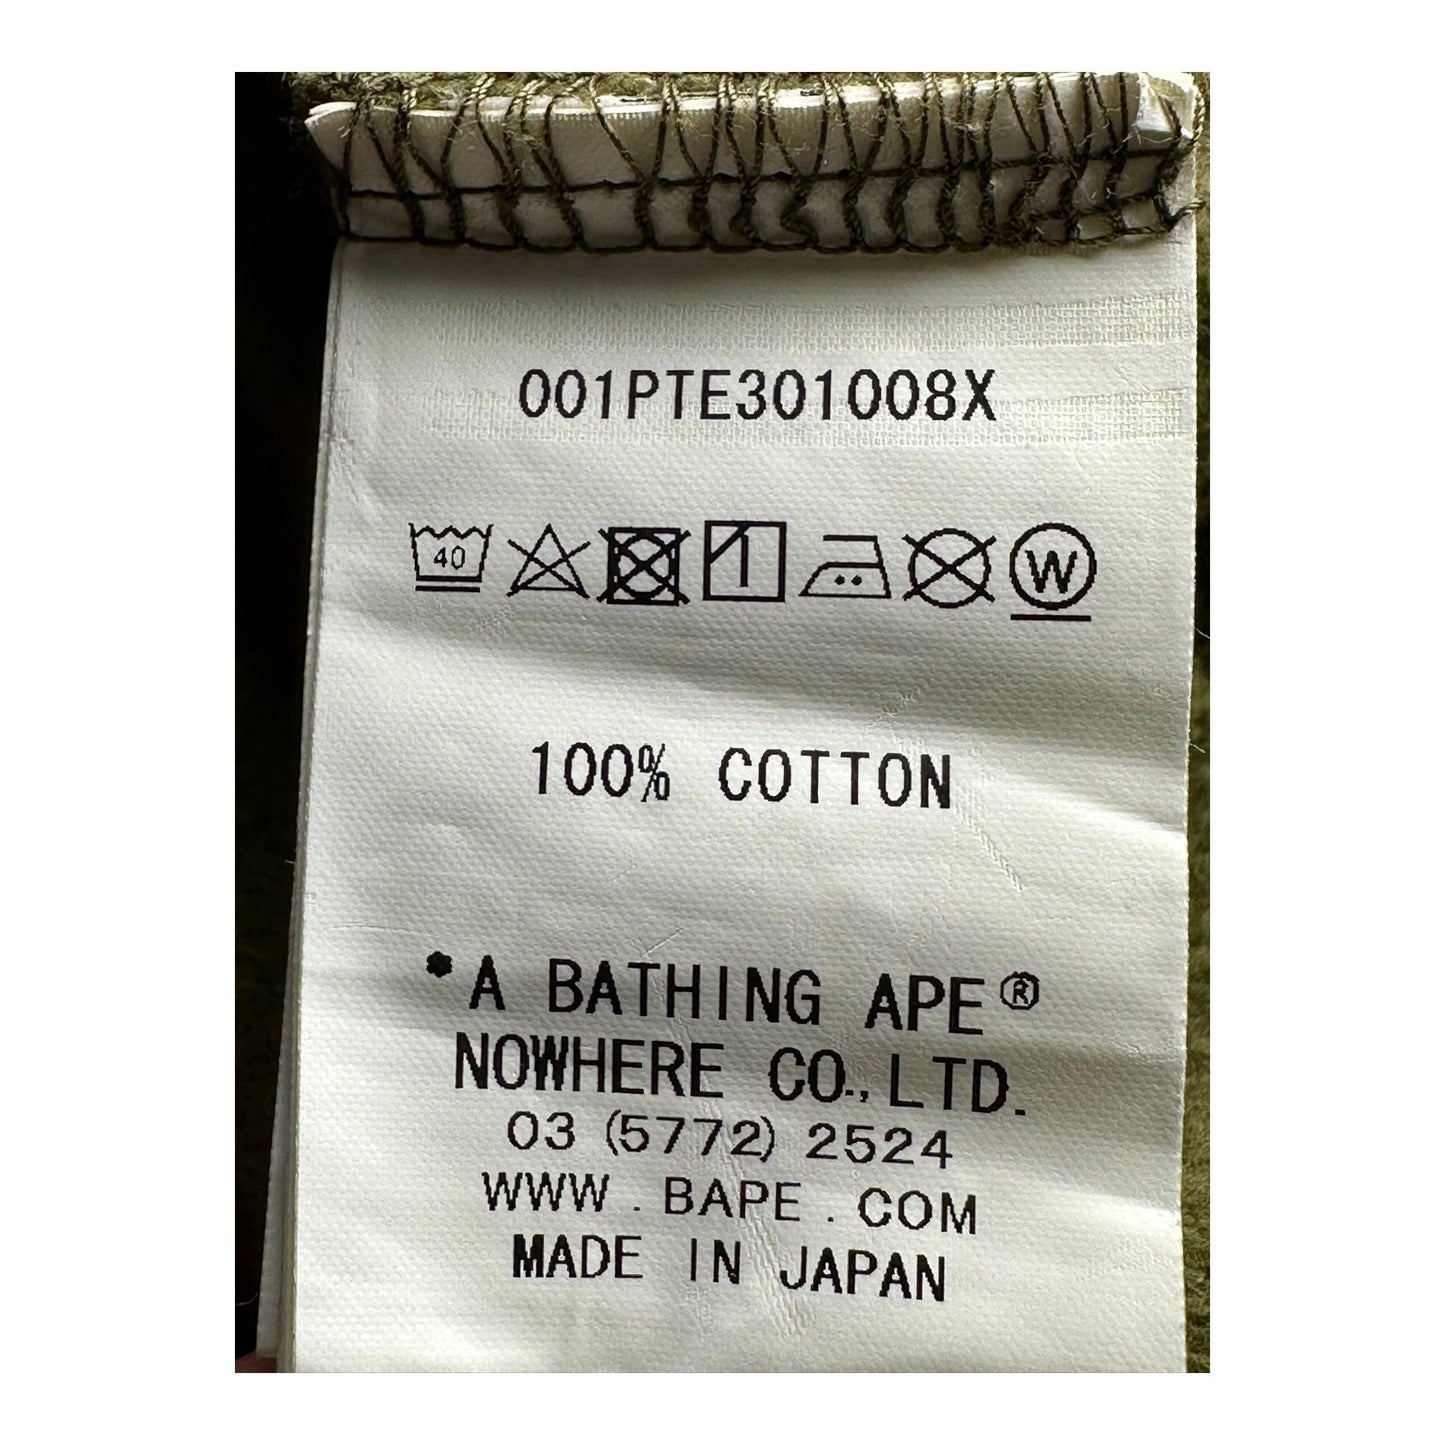 001PTE301008X
40 W
100% COTTON
*A BATHING APE®
NOWHERE CO., LTD.
03 (5772) 2524
WWW.BAPE.COM
MADE IN JAPAN